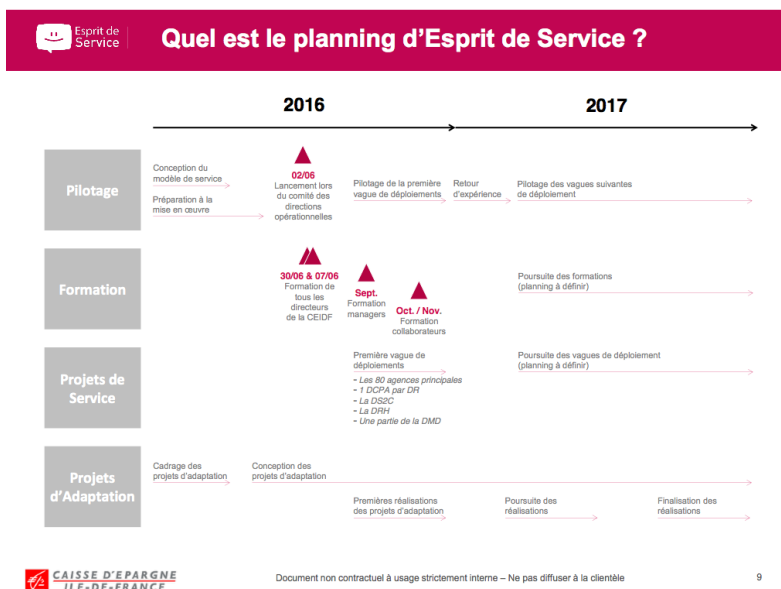 Esprit de
Service
Quel est le planning d'Esprit de Service ?
2016
2017
Pilotage
Conception du
modèle de service
Préparation à la
mise en œuvre
02/06
Lancement lors
du comité des
directions
opérationnelles
Pilotage de la première
vague de déploiements
Retour
d'expérience
Pilotage des vagues suivantes
de déploiement
Formation
30/06 & 07/06
Formation de
tous les
directeurs
de la CEIDF
Sept.
Formation
managers
Oct. / Nov.
Formation
collaborateurs
Poursuite des formations
(planning à définir)
Projets de
Service
Première vague de
déploiements
- Les 80 agences principales
- 1 DCPA par DR
- La DS2C
- La DRH
- Une partie de la DMD
Poursuite des vagues de déploiement
(planning à définir)
Projets
d'Adaptation
Cadrage des
projets d'adaptation
Conception des
projets d'adaptation
Premières réalisations
des projets d'adaptation
Poursuite des
réalisations
Finalisation des
réalisations
CAISSE D'EPARGNE
ILE-DE-FRANCE
Document non contractuel à usage strictement interne – Ne pas diffuser à la clientèle
9